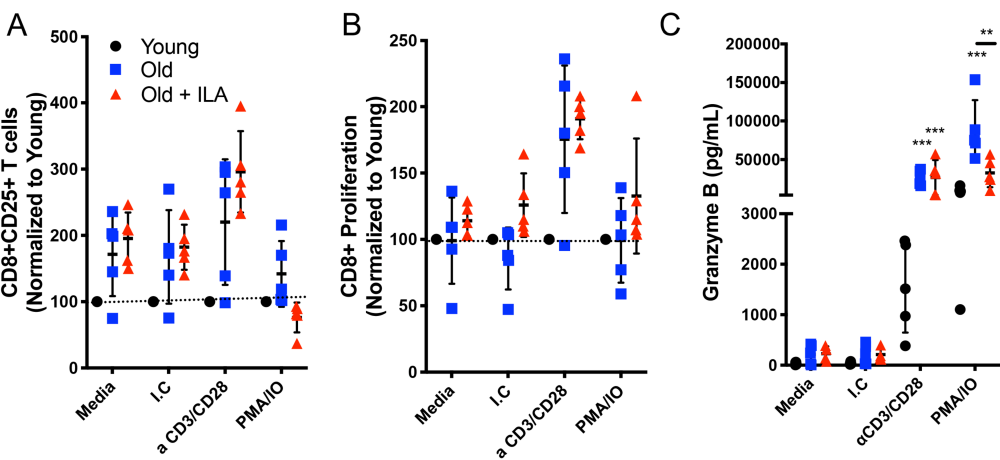 A
CD8+CD25+ T cells
(Normalized to Young)
500
400
300
200
100
0
Young
Old
Old + ILA
Media
I.C
a CD3/CD28
PMA/IO
B
CD8+ Proliferation
(Normalized to Young)
250
200
150
100
50
0
Media
I.C
a CD3/CD28
PMA/IO
C
Granzyme B (pg/mL)
200000
150000
100000
50000
3000
2000
1000
0
***
***
***
**
Media
I.C
αCD3/CD28
PMA/IO